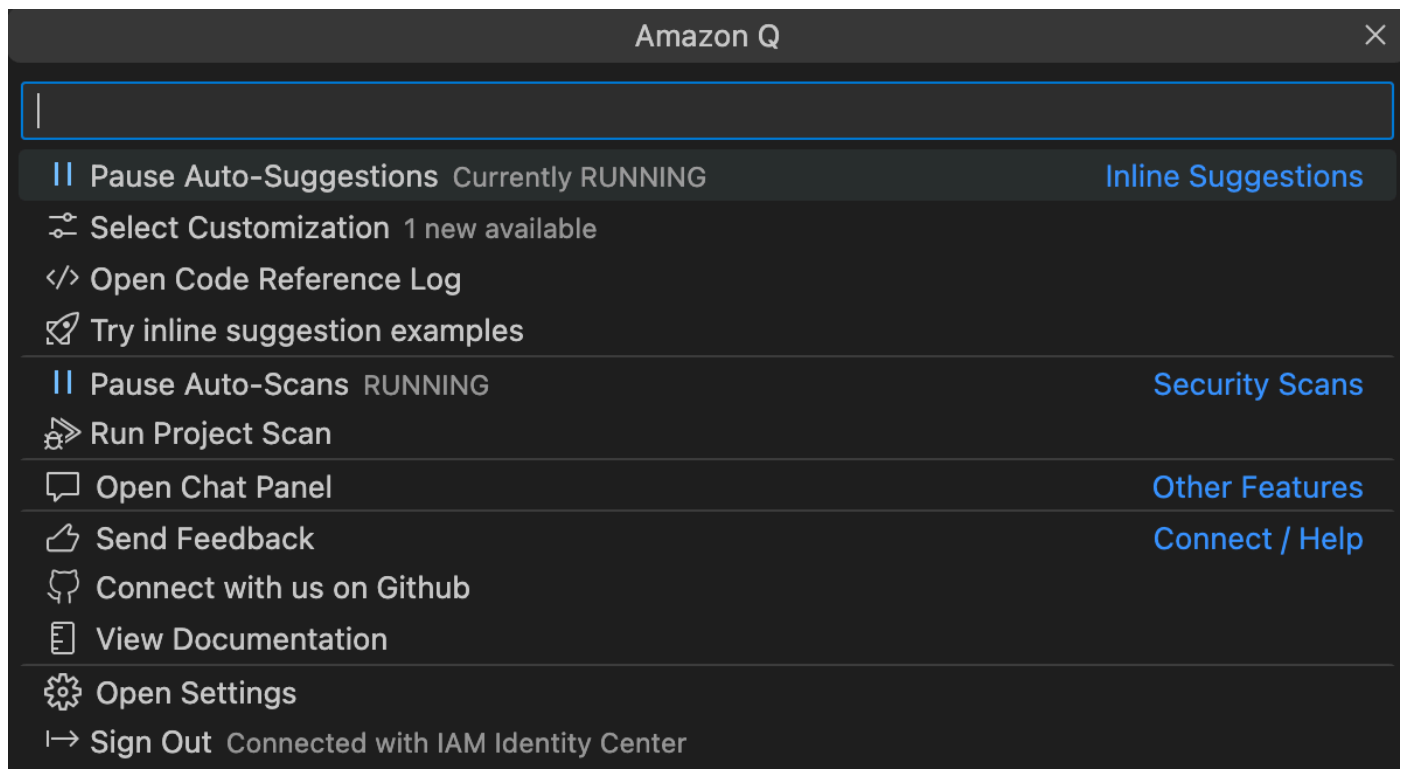 Amazon Q
Pause Auto-Suggestions Currently RUNNING Inline Suggestions
Select Customization 1 new available
Open Code Reference Log
Try inline suggestion examples
Pause Auto-Scans RUNNING Security Scans
Run Project Scan
Open Chat Panel Other Features
Send Feedback Connect / Help
Connect with us on Github
View Documentation
Open Settings
Sign Out Connected with IAM Identity Center